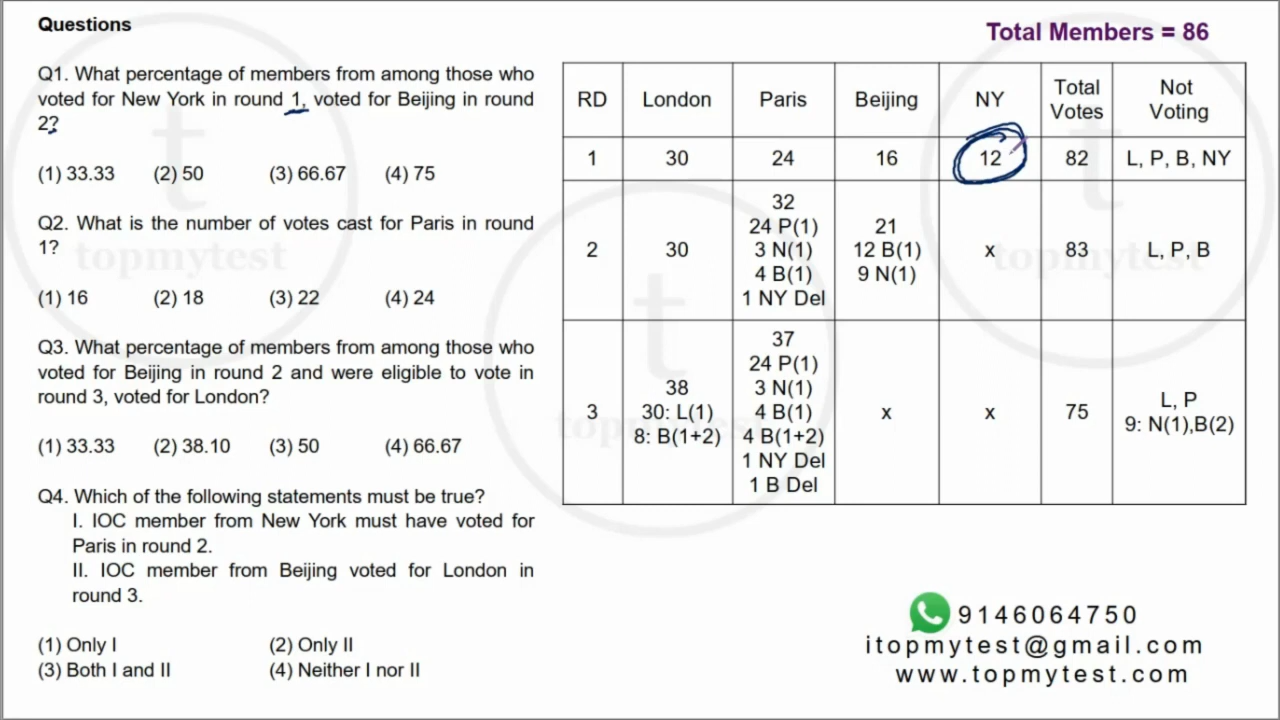 Questions
Total Members = 86
Q1. What percentage of members from among those who
voted for New York in round 1, voted for Beijing in round
2?
(1) 33.33 (2) 50 (3) 66.67 (4) 75
Q2. What is the number of votes cast for Paris in round
1?
(1) 16 (2) 18 (3) 22 (4) 24
Q3. What percentage of members from among those who
voted for Beijing in round 2 and were eligible to vote in
round 3, voted for London?
(1) 33.33 (2) 38.10 (3) 50 (4) 66.67
Q4. Which of the following statements must be true?
I. IOC member from New York must have voted for
Paris in round 2.
II. IOC member from Beijing voted for London in
round 3.
(1) Only I (2) Only II
(3) Both I and II (4) Neither I nor II
RD London Paris Beijing NY Total Votes Not Voting
1 30 24 16 12 82 L, P, B, NY
32
24 P(1)
3 N(1)
4 B(1)
1 NY Del
21
12 B(1)
9 N(1)
2 30 x 83 L, P, B
37
24 P(1)
3 N(1)
4 B(1)
4 B(1+2)
1 NY Del
1 B Del
38
30: L(1)
8: B(1+2)
3 x x 75
L, P
9: N(1),B(2)
9146064750
itopmytest@gmail.com
www.topmytest.com
t
topmytest
t
topmytest
t
topmytest